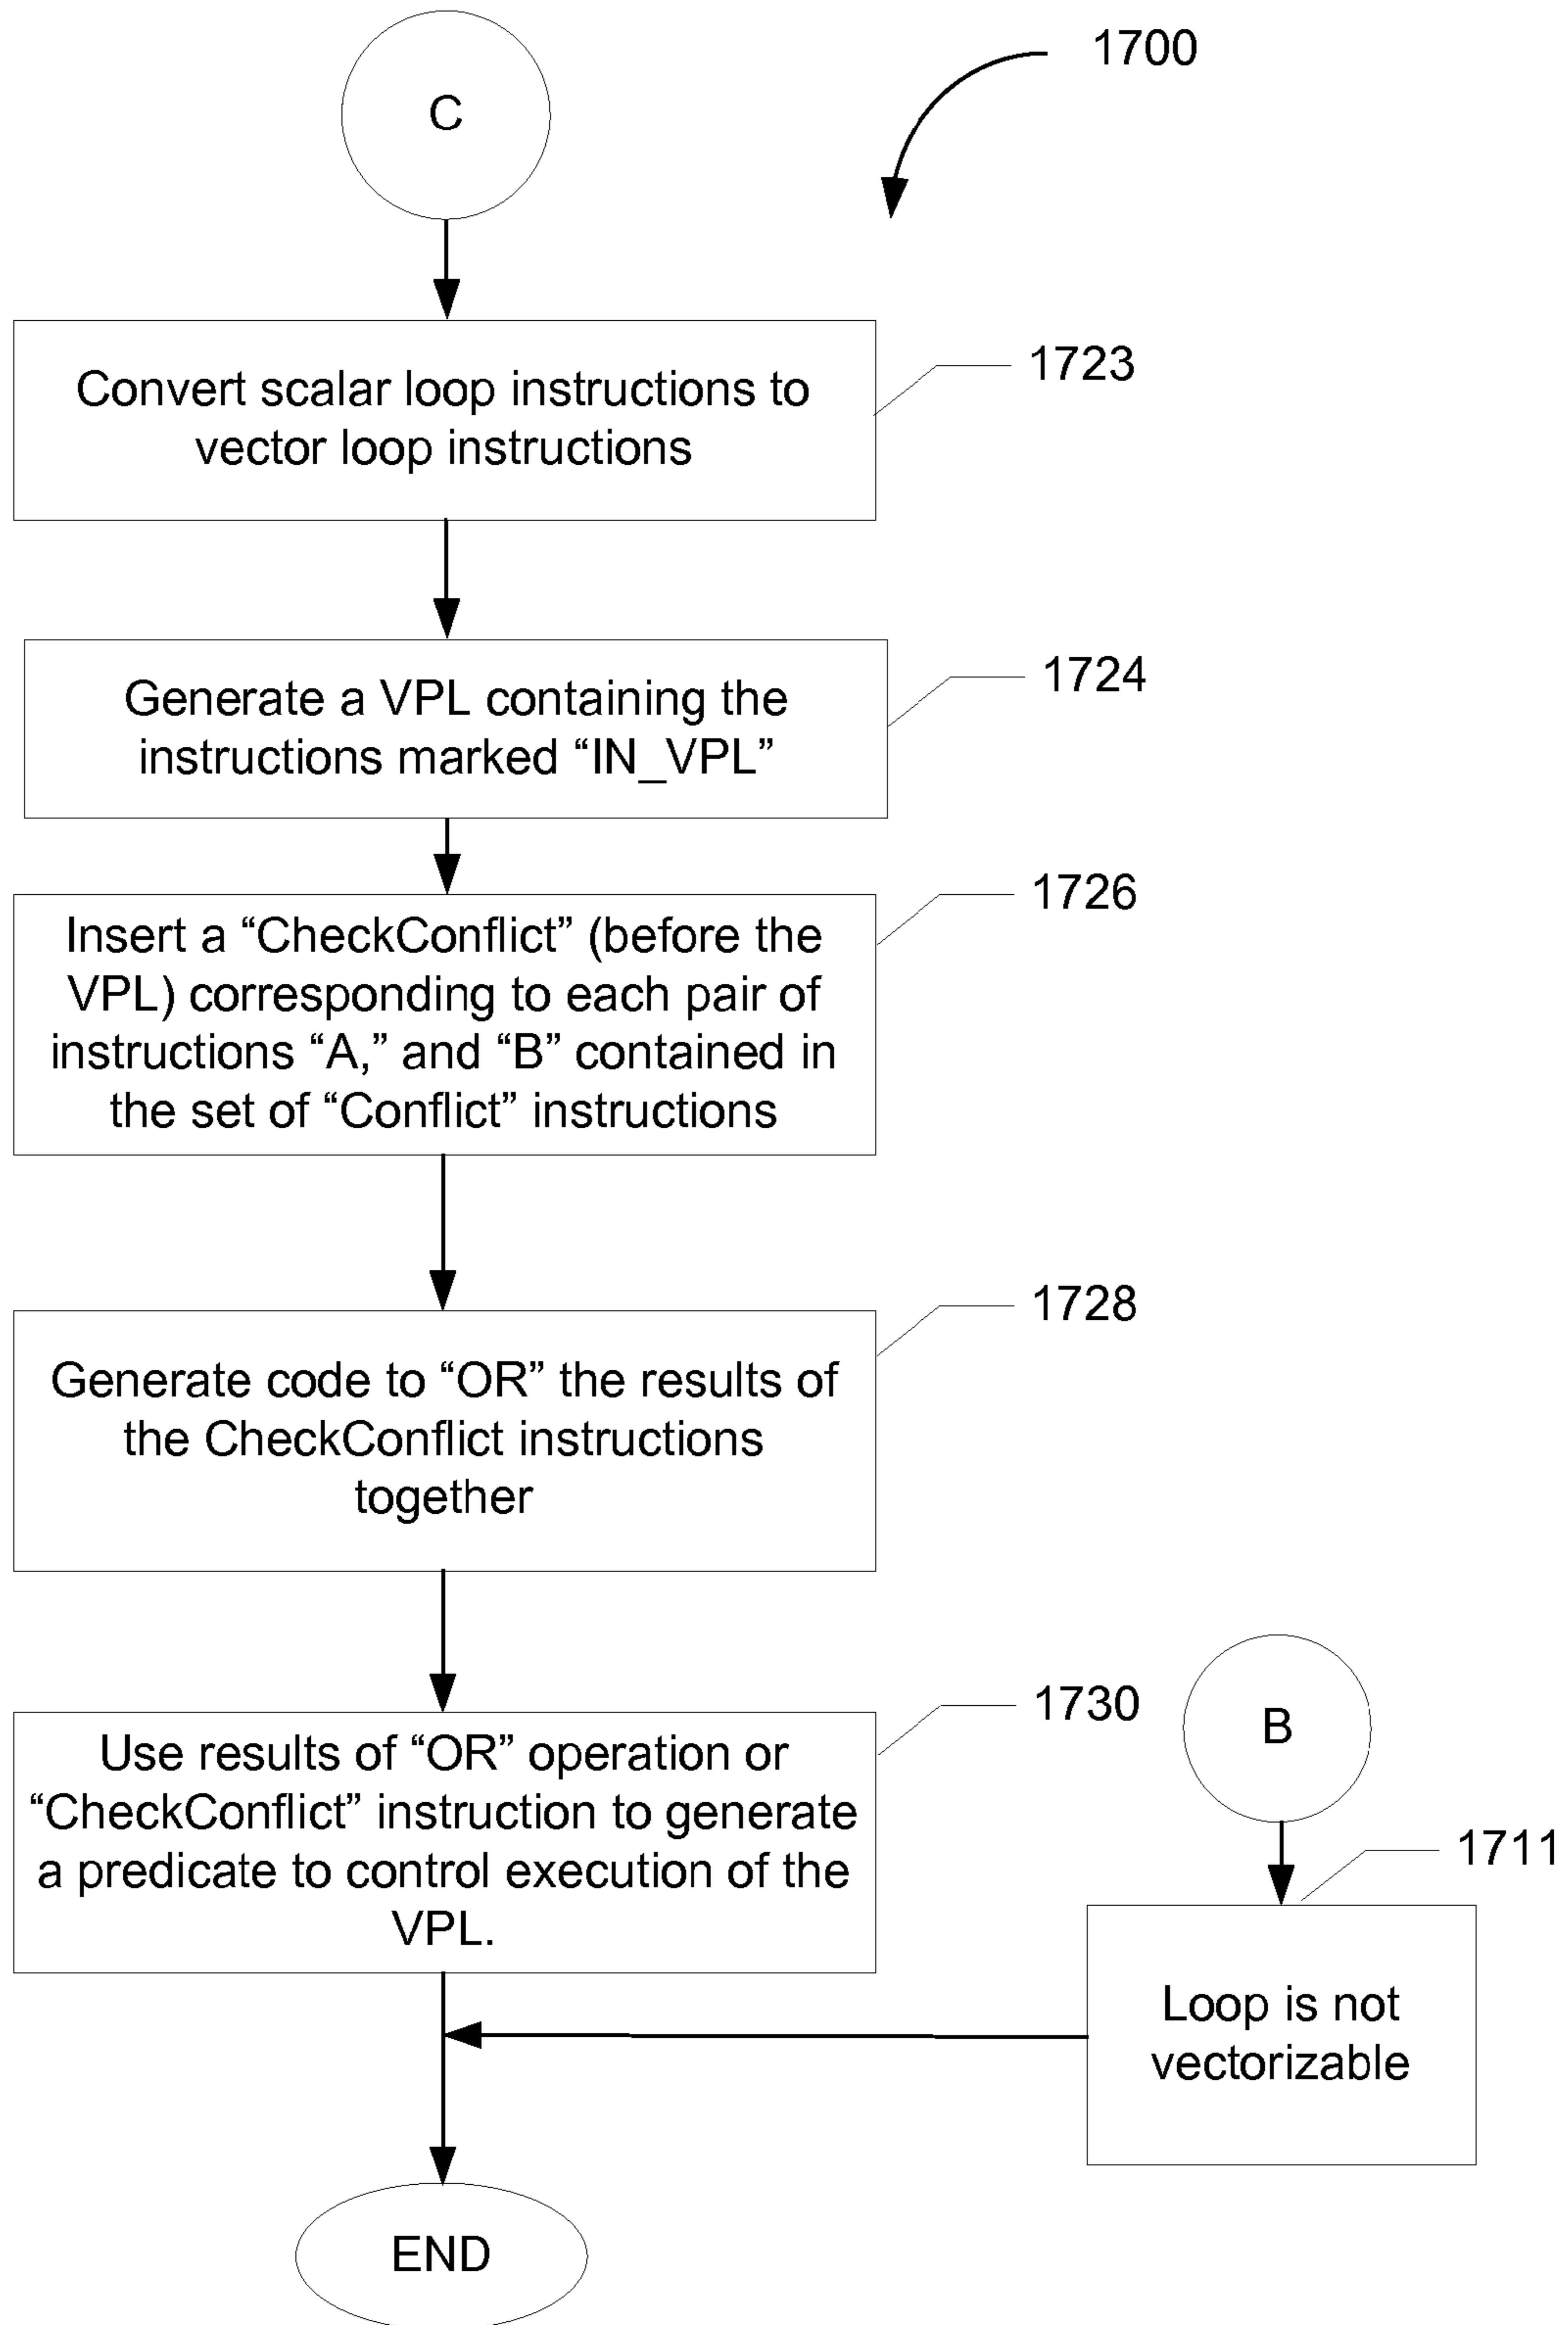 C
1700
Convert scalar loop instructions to
vector loop instructions
1723
Generate a VPL containing the
instructions marked “IN_VPL”
1724
Insert a “CheckConflict” (before the
VPL) corresponding to each pair of
instructions “A,” and “B” contained in
the set of “Conflict” instructions
1726
Generate code to “OR” the results of
the CheckConflict instructions
together
1728
Use results of “OR” operation or
“CheckConflict” instruction to generate
a predicate to control execution of the
VPL.
1730
B
1711
Loop is not
vectorizable
END